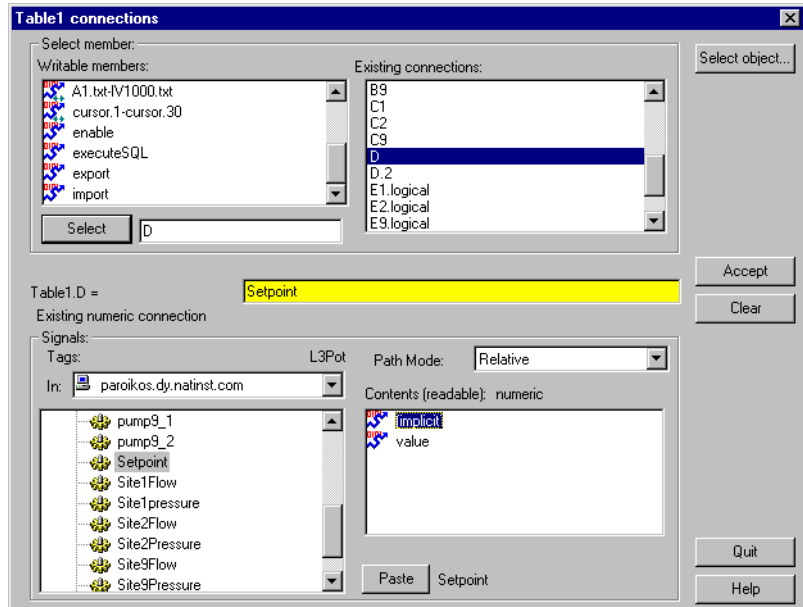 Table1 connections
Select member:
Writable members:
A1.txt-IV1000.txt
cursor.1-cursor.30
enable
executeSQL
export
import
Select
D
Existing connections:
B9
C1
C2
C9
D
D.2
E1.logical
E2.logical
E9.logical
Select object...
Accept
Clear
Table1.D =
Setpoint
Existing numeric connection
Signals:
Tags:
L3Pot
In:
paroikos.dy.natinst.com
pump9_1
pump9_2
Setpoint
Site1Flow
Site1pressure
Site2Flow
Site2Pressure
Site9Flow
Site9Pressure
Path Mode:
Relative
Contents (readable): numeric
implicit
value
Paste
Setpoint
Quit
Help